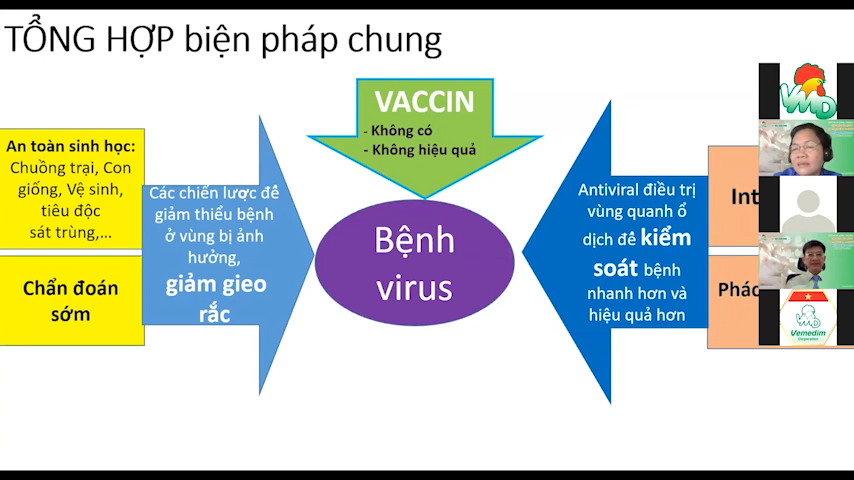 TỔNG HỢP biện pháp chung
VACCIN
- Không có
- Không hiệu quả
An toàn sinh học:
Chuồng trại, Con
giống, Vệ sinh,
tiêu độc
sát trùng,...
Chẩn đoán
sớm
Các chiến lược để
giảm thiểu bệnh
ở vùng bị ảnh
hưởng,
giảm gieo
rắc
Bệnh
virus
Antiviral điều trị
vùng quanh ổ
dịch để kiểm
soát bệnh
nhanh hơn và
hiệu quả hơn
Int
Phác
VMD
Vemedim
Corporation